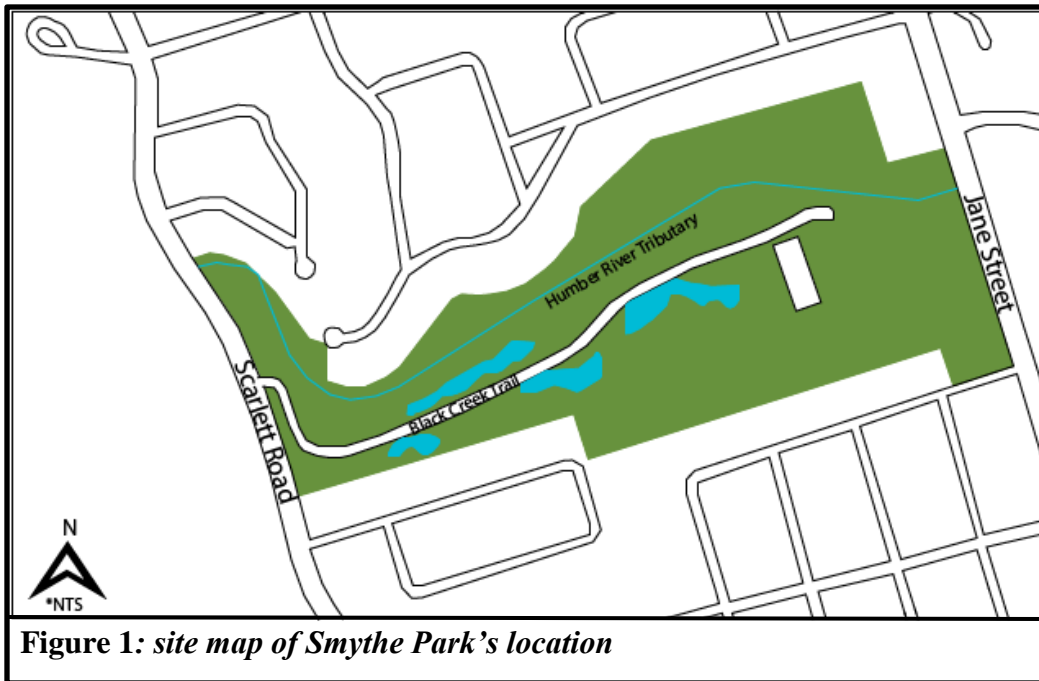 Jane Street
Humber River Tributary
Black Creek Trail
Scarlett Road
N
*NTS
Figure 1: site map of Smythe Park’s location